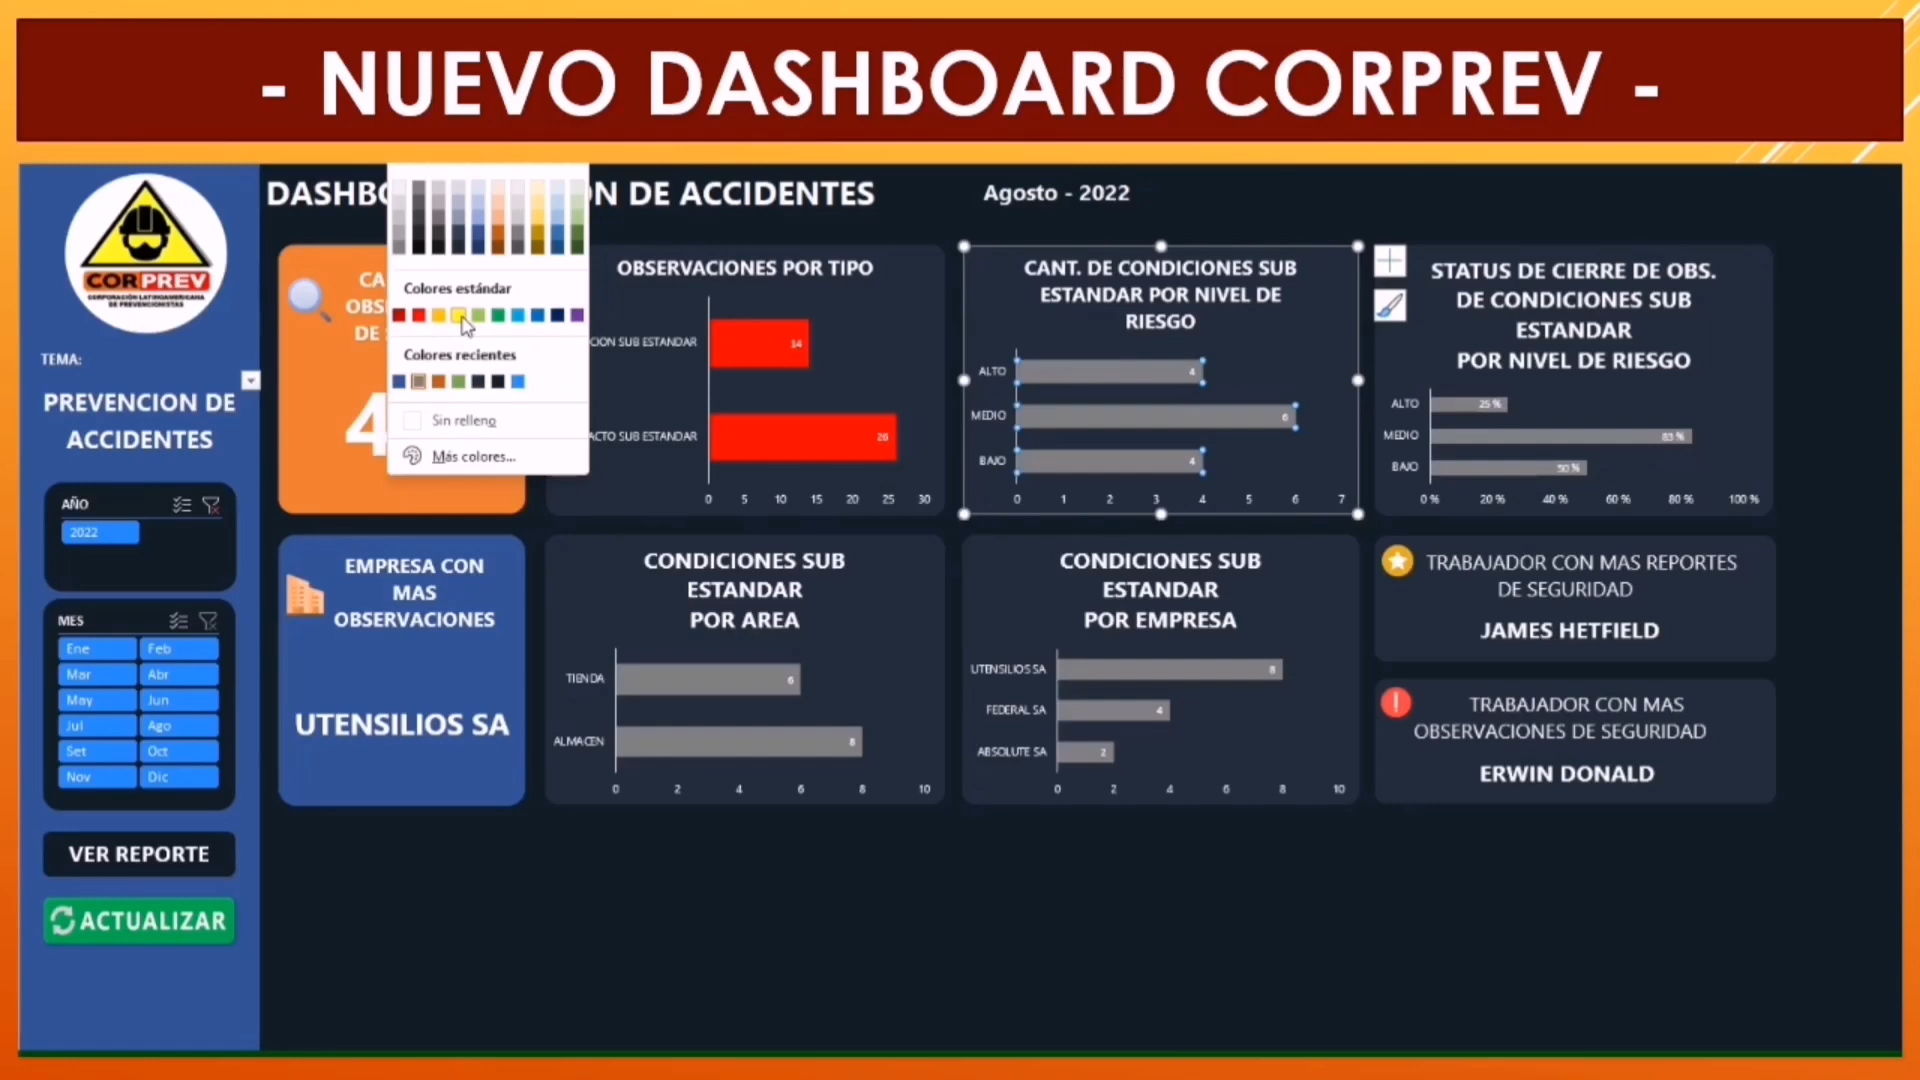 - NUEVO DASHBOARD CORPREV -
CORPREV
CORPORACIÓN LATINOAMERICANA
DE PREVENCIONISTAS
TEMA:
PREVENCION DE
ACCIDENTES
AÑO
2022
MES
Ene Feb
Mar Abr
May Jun
Jul Ago
Set Oct
Nov Dic
VER REPORTE
ACTUALIZAR
DE ACCIDENTES
Agosto - 2022
Colores estándar
Colores recientes
Sin relleno
Más colores...
4
OBSERVACIONES POR TIPO
CION SUB ESTANDAR
14
ACTO SUB ESTANDAR
26
0 5 10 15 20 25 30
CANT. DE CONDICIONES SUB
ESTANDAR POR NIVEL DE
RIESGO
ALTO 4
MEDIO 6
BAJO 4
0 1 2 3 4 5 6 7
STATUS DE CIERRE DE OBS.
DE CONDICIONES SUB
ESTANDAR
POR NIVEL DE RIESGO
ALTO 25 %
MEDIO 83 %
BAJO 50 %
0 % 20 % 40 % 60 % 80 % 100 %
EMPRESA CON
MAS
OBSERVACIONES
UTENSILIOS SA
CONDICIONES SUB
ESTANDAR
POR AREA
TIENDA 6
ALMACEN 8
0 2 4 6 8 10
CONDICIONES SUB
ESTANDAR
POR EMPRESA
UTENSILIOS SA 8
FEDERAL SA 4
ABSOLUTE SA 2
0 2 4 6 8 10
TRABAJADOR CON MAS REPORTES
DE SEGURIDAD
JAMES HETFIELD
TRABAJADOR CON MAS
OBSERVACIONES DE SEGURIDAD
ERWIN DONALD